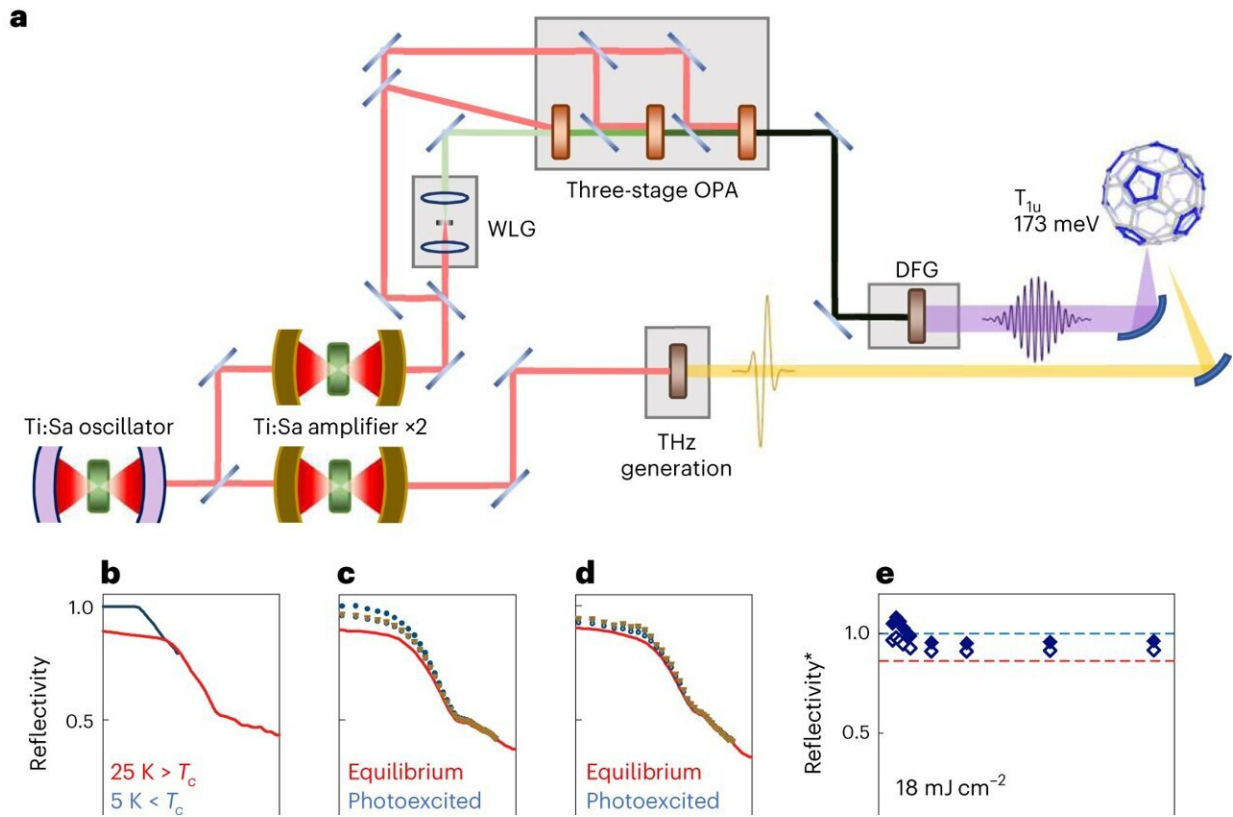 a
Three-stage OPA
WLG
T1u
173 meV
DFG
Ti:Sa oscillator
Ti:Sa amplifier ×2
THz
generation
b
c
d
e
Reflectivity
1.0
0.5
25 K > Tc
5 K < Tc
Equilibrium
Photoexcited
Equilibrium
Photoexcited
Reflectivity*
1.0
0.5
18 mJ cm−2